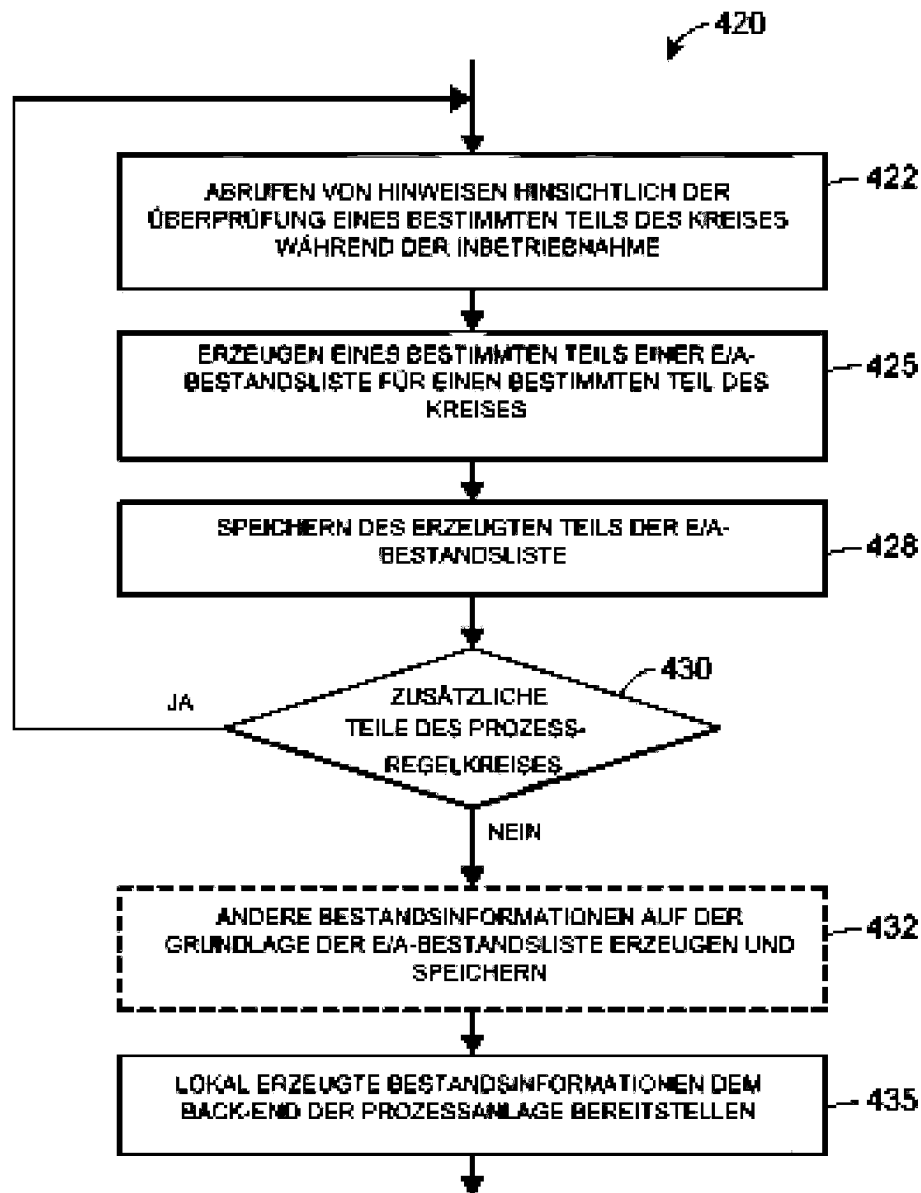 420
ABRUFEN VON HINWEISEN HINSICHTLICH DER
ÜBERPRÜFUNG EINES BESTIMMTEN TEILS DES KREISES
WÄHREND DER INBETRIEBNAHME
422
ERZEUGEN EINES BESTIMMTEN TEILS EINER E/A-
BESTANDSLISTE FÜR EINEN BESTIMMTEN TEIL DES
KREISES
425
SPEICHERN DES ERZEUGTEN TEILS DER E/A-
BESTANDSLISTE
428
430
ZUSÄTZLICHE
TEILE DES PROZESS-
REGELKREISES
JA
NEIN
ANDERE BESTANDSINFORMATIONEN AUF DER
GRUNDLAGE DER E/A-BESTANDSLISTE ERZEUGEN UND
SPEICHERN
432
LOKAL ERZEUGTE BESTANDSINFORMATIONEN DEM
BACK-END DER PROZESSANLAGE BEREITSTELLEN
435